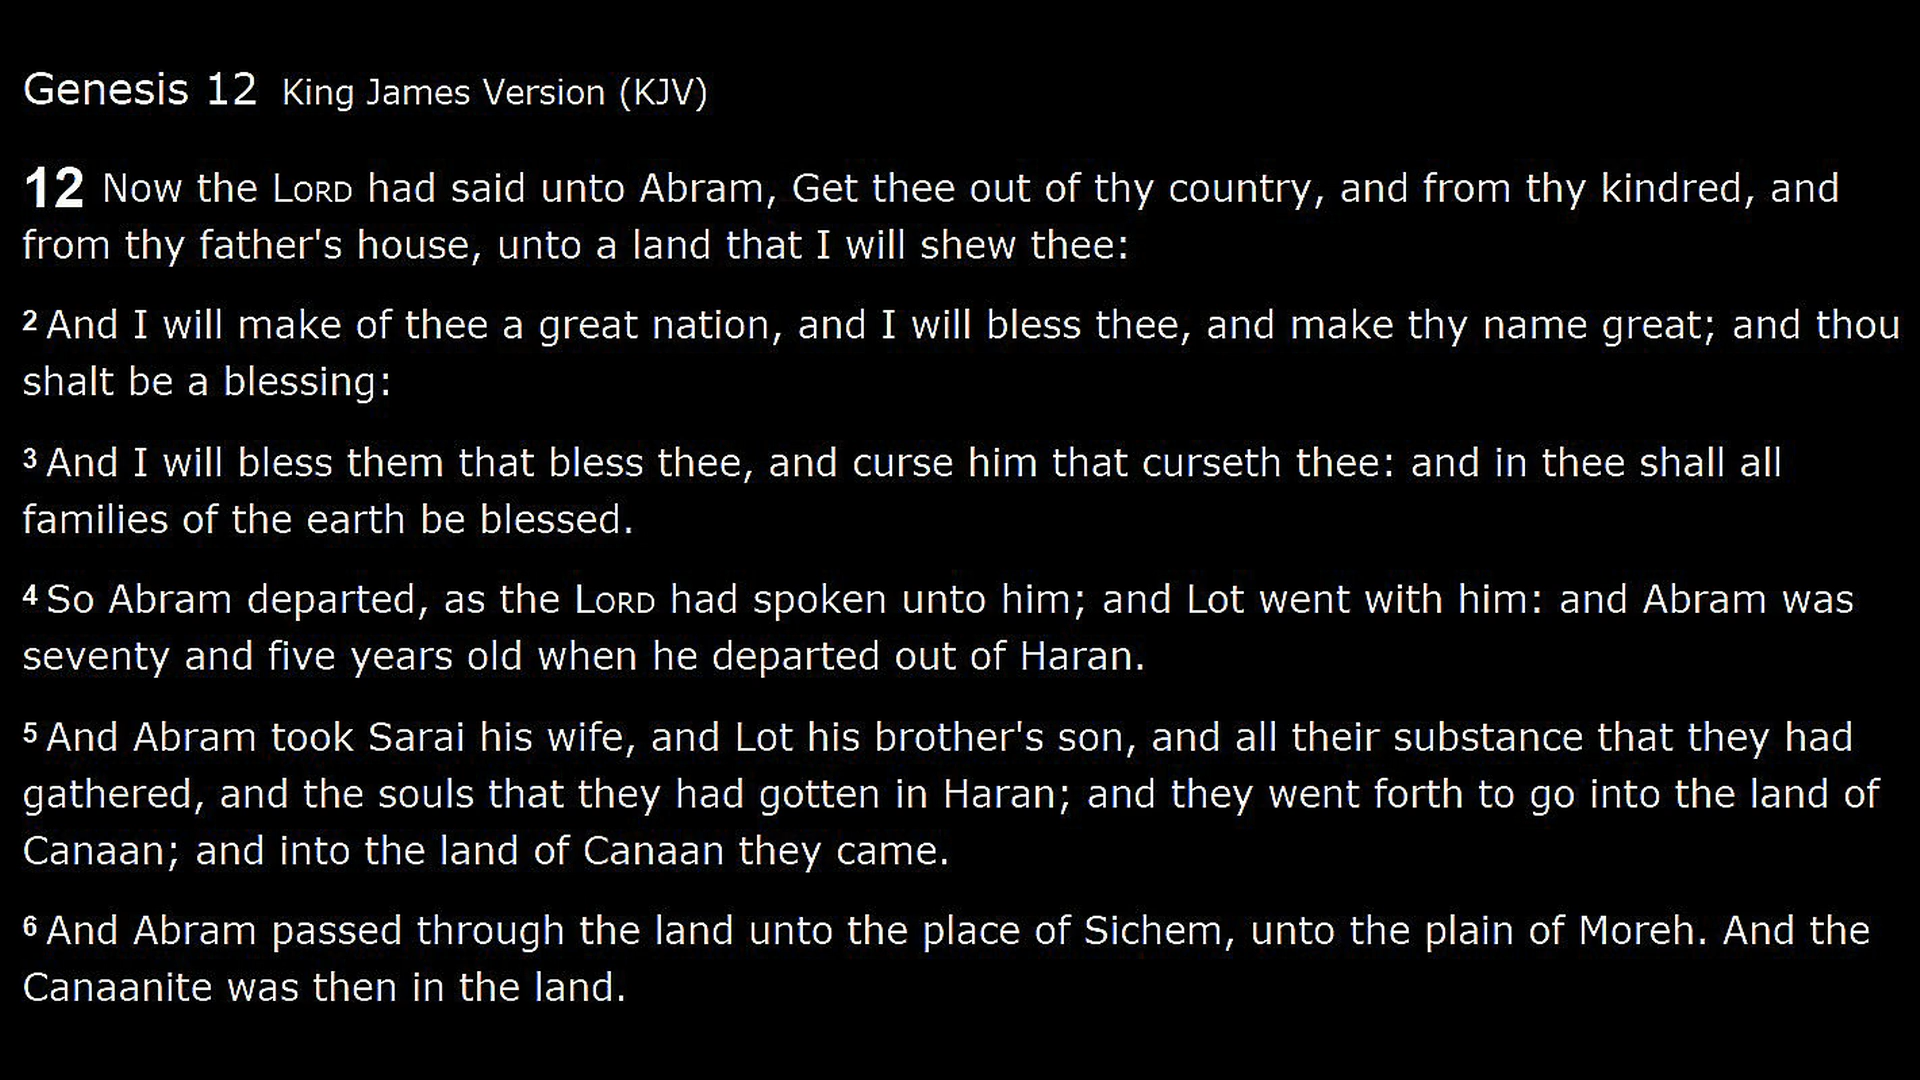 Genesis 12 King James Version (KJV)
12 Now the LORD had said unto Abram, Get thee out of thy country, and from thy kindred, and
from thy father's house, unto a land that I will shew thee:
2 And I will make of thee a great nation, and I will bless thee, and make thy name great; and thou
shalt be a blessing:
3 And I will bless them that bless thee, and curse him that curseth thee: and in thee shall all
families of the earth be blessed.
4 So Abram departed, as the LORD had spoken unto him; and Lot went with him: and Abram was
seventy and five years old when he departed out of Haran.
5 And Abram took Sarai his wife, and Lot his brother's son, and all their substance that they had
gathered, and the souls that they had gotten in Haran; and they went forth to go into the land of
Canaan; and into the land of Canaan they came.
6 And Abram passed through the land unto the place of Sichem, unto the plain of Moreh. And the
Canaanite was then in the land.